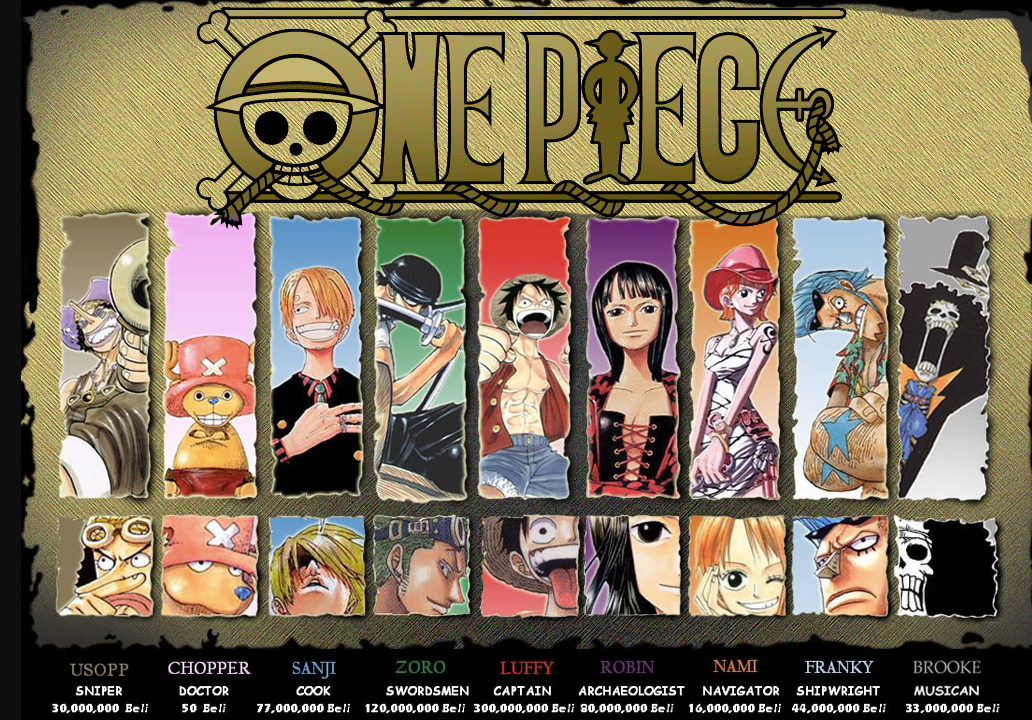 ONE PIECE
USOPP CHOPPER SANJI ZORO LUFFY ROBIN NAMI FRANKY BROOKE
SNIPER DOCTOR COOK SWORDSMEN CAPTAIN ARCHAEOLOGIST NAVIGATOR SHIPWRIGHT MUSICAN
30,000,000 Beli 50 Beli 77,000,000 Beli 120,000,000 Beli 300,000,000 Beli 80,000,000 Beli 16,000,000 Beli 44,000,000 Beli 33,000,000 Beli